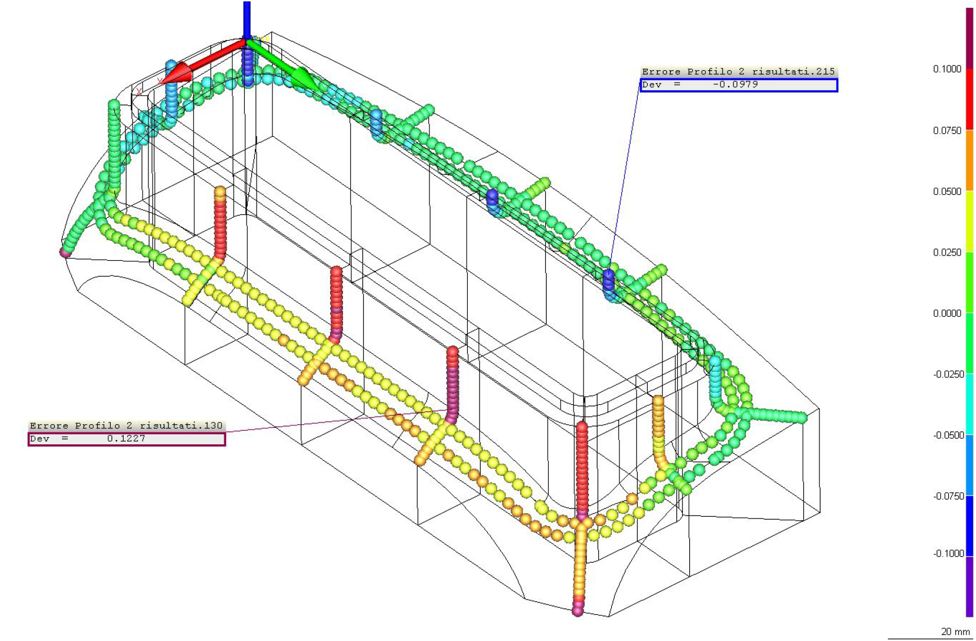 Errore Profilo 2 risultati.215
Dev = -0.0979
Errore Profilo 2 risultati.130
Dev = 0.1227
0.1000
0.0750
0.0500
0.0250
0.0000
-0.0250
-0.0500
-0.0750
-0.1000
20 mm